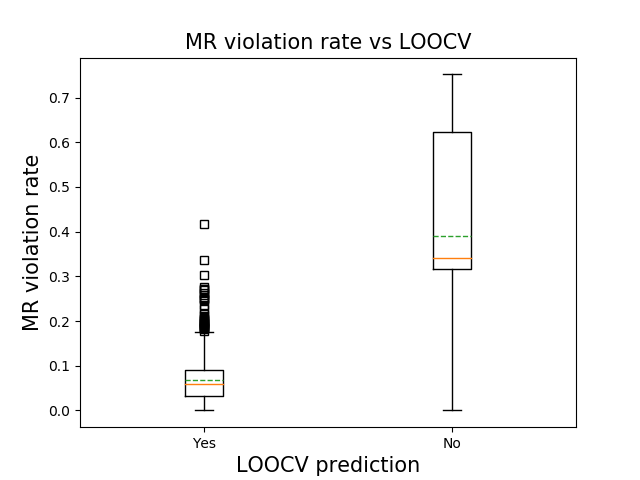 MR violation rate vs LOOCV
MR violation rate
0.7
0.6
0.5
0.4
0.3
0.2
0.1
0.0
Yes
No
LOOCV prediction